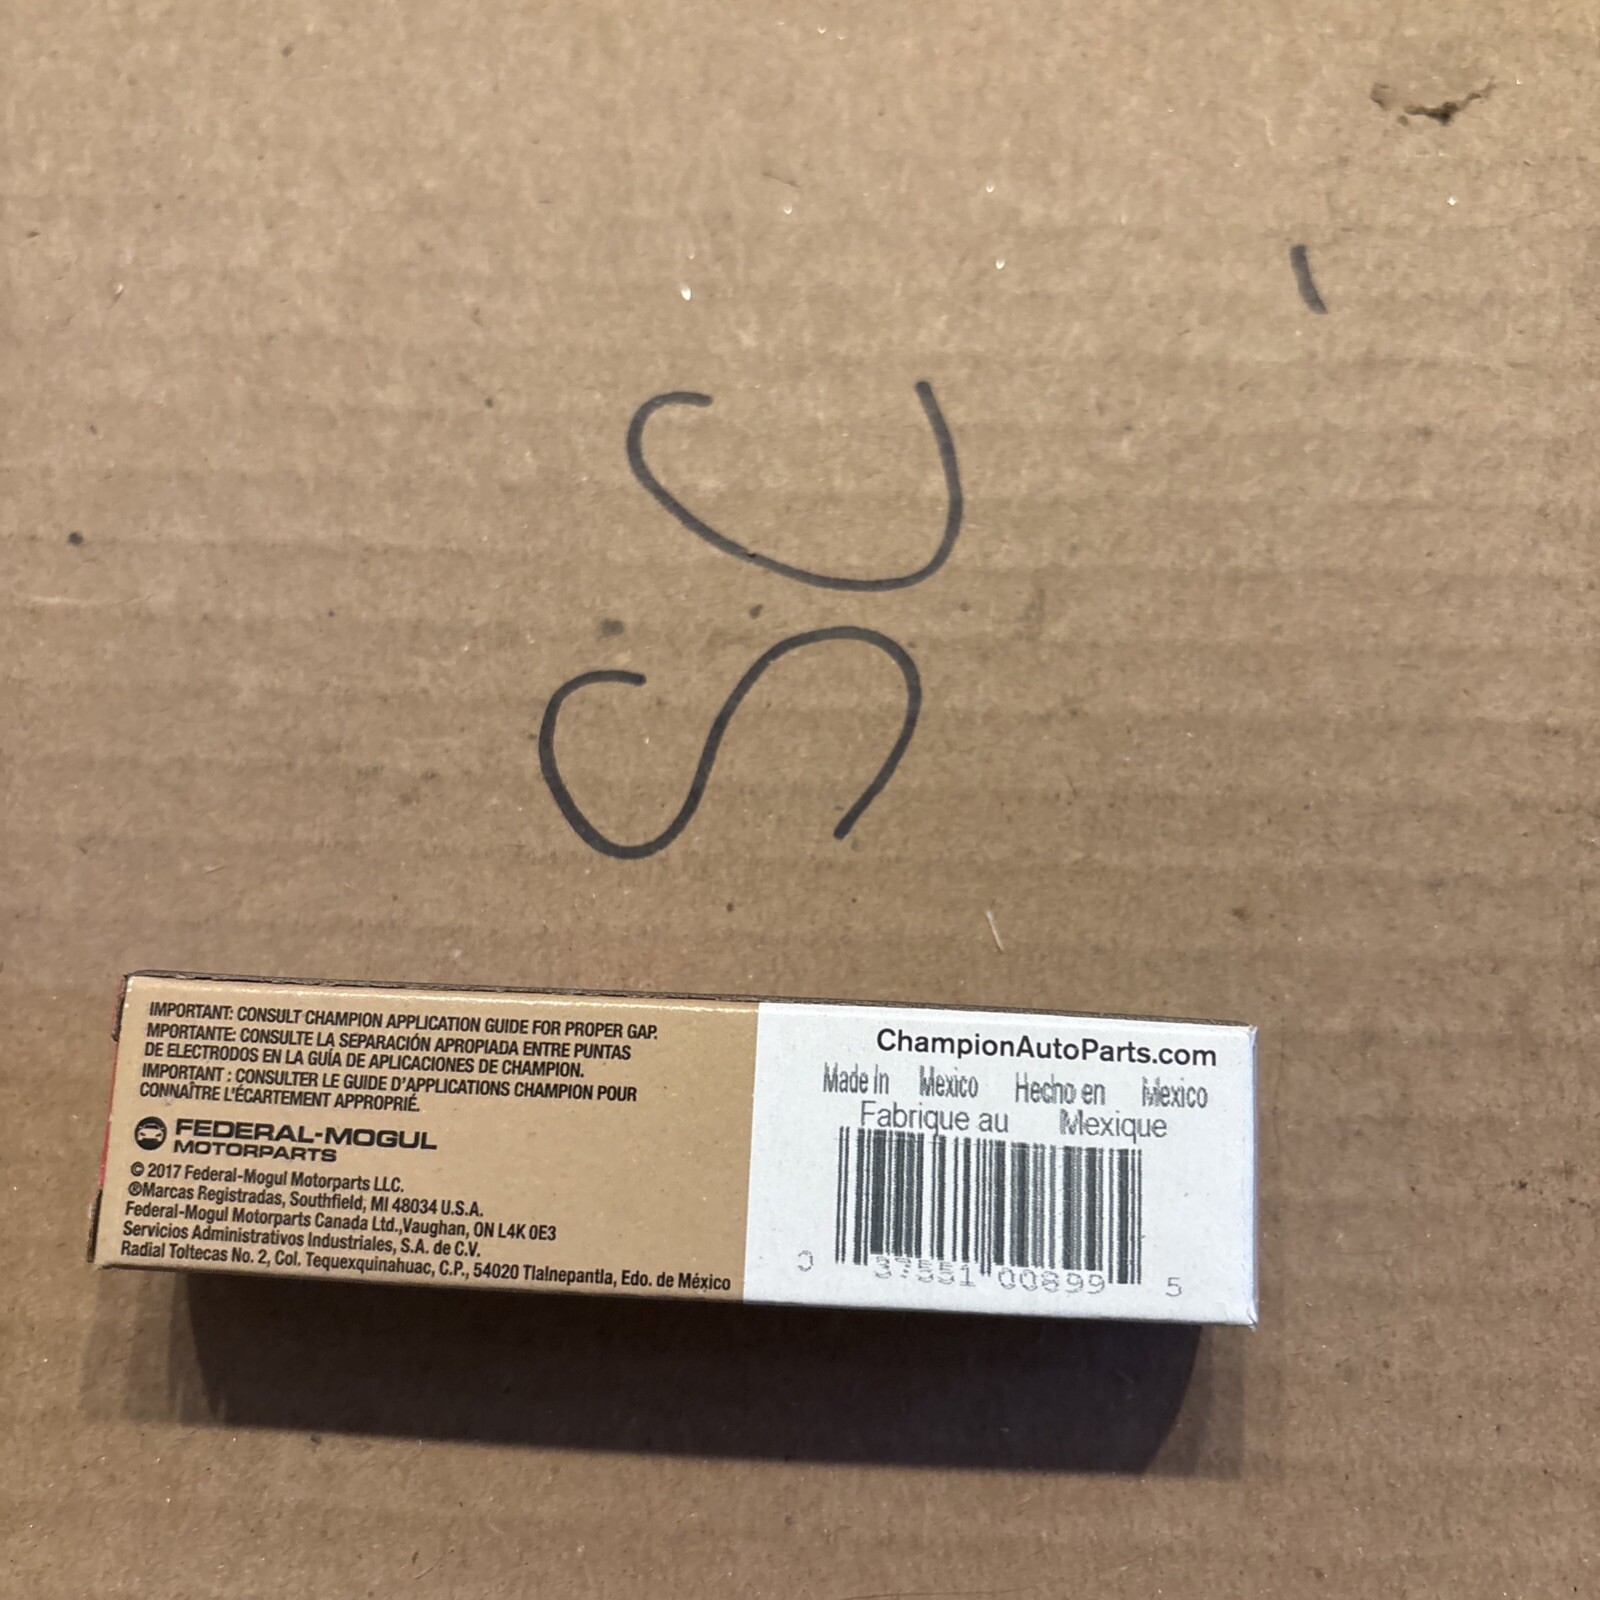 SC
IMPORTANT: CONSULT CHAMPION APPLICATION GUIDE FOR PROPER GAP.
MPORTANTE: CONSULTE LA SEPARACIÓN APROPIADA ENTRE PUNTAS
DE ELECTRODOS EN LA GUÍA DE APLICACIONES DE CHAMPION.
IMPORTANT : CONSULTER LE GUIDE D'APPLICATIONS CHAMPION POUR
CONNAÎTRE L'ÉCARTEMENT APPROPRIÉ.
FEDERAL-MOGUL
MOTORPARTS
© 2017 Federal-Mogul Motorparts LLC.
®Marcas Registradas, Southfield, MI 48034 U.S.A.
Federal-Mogul Motorparts Canada Ltd.,Vaughan, ON L4K 0E3
Servicios Administrativos Industriales, S.A. de C.V.
Radial Toltecas No. 2, Col. Tequexquinahuac, C.P., 54020 Tlalnepantla, Edo. de México
ChampionAutoParts.com
Made In Mexico Hecho en Mexico
Fabrique au Mexique
0 00899 5